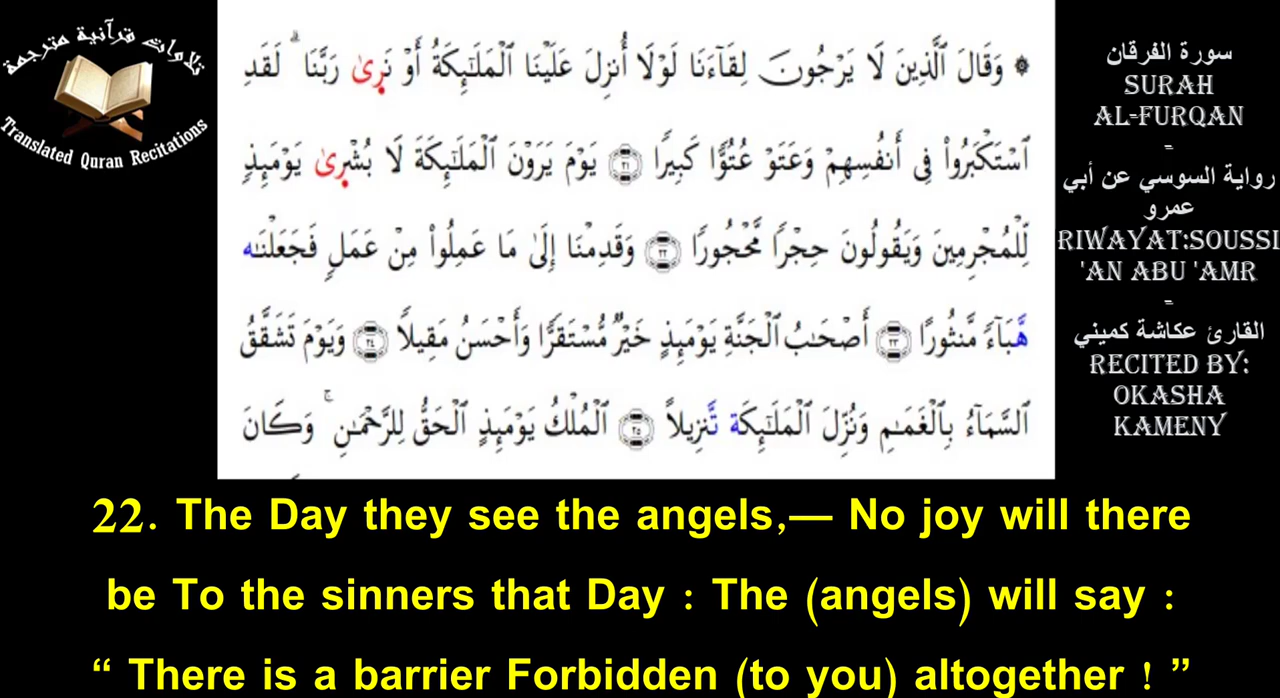 تلاوات قرآنية مترجمة
Translated Quran Recitations
۞ وَقَالَ ٱلَّذِينَ لَا يَرْجُونَ لِقَآءَنَا لَوْلَا أُنزِلَ عَلَيْنَا ٱلْمَلَٰٓئِكَةُ أَوْ نَرِىٰ رَبَّنَا ۗ لَقَدِ
ٱسْتَكْبَرُوا۟ فِى أَنفُسِهِمْ وَعَتَوْ عُتُوًّا كَبِيرًا ٢١ يَوْمَ يَرَوْنَ ٱلْمَلَٰٓئِكَةَ لَا بُشْرِىٰ يَوْمَئِذٍ
لِّلْمُجْرِمِينَ وَيَقُولُونَ حِجْرًا مَّحْجُورًا ٢٢ وَقَدِمْنَا إِلَىٰ مَا عَمِلُوا۟ مِنْ عَمَلٍ فَجَعَلْنَٰه
هَّبَآءً مَّنثُورًا ٢٣ أَصْحَٰبُ ٱلْجَنَّةِ يَوْمَئِذٍ خَيْرٌ مُّسْتَقَرًّا وَأَحْسَنُ مَقِيلًا ٢٤ وَيَوْمَ تَشَقَّقُ
ٱلسَّمَآءُ بِٱلْغَمَٰمِ وَنُزِّلَ ٱلْمَلَٰٓئِكَة تَّنزِيلًا ٢٥ ٱلْمُلْكُ يَوْمَئِذٍ ٱلْحَقُّ لِلرَّحْمَٰنِ ۚ وَكَانَ
سورة الفرقان
SURAH
AL-FURQAN
-
رواية السوسي عن أبي
عمرو
RIWAYAT:SOUSSI
'AN ABU 'AMR
-
القارئ عكاشة كميني
RECITED BY:
OKASHA
KAMENY
22. The Day they see the angels,— No joy will there
be To the sinners that Day : The (angels) will say :
“ There is a barrier Forbidden (to you) altogether ! ”